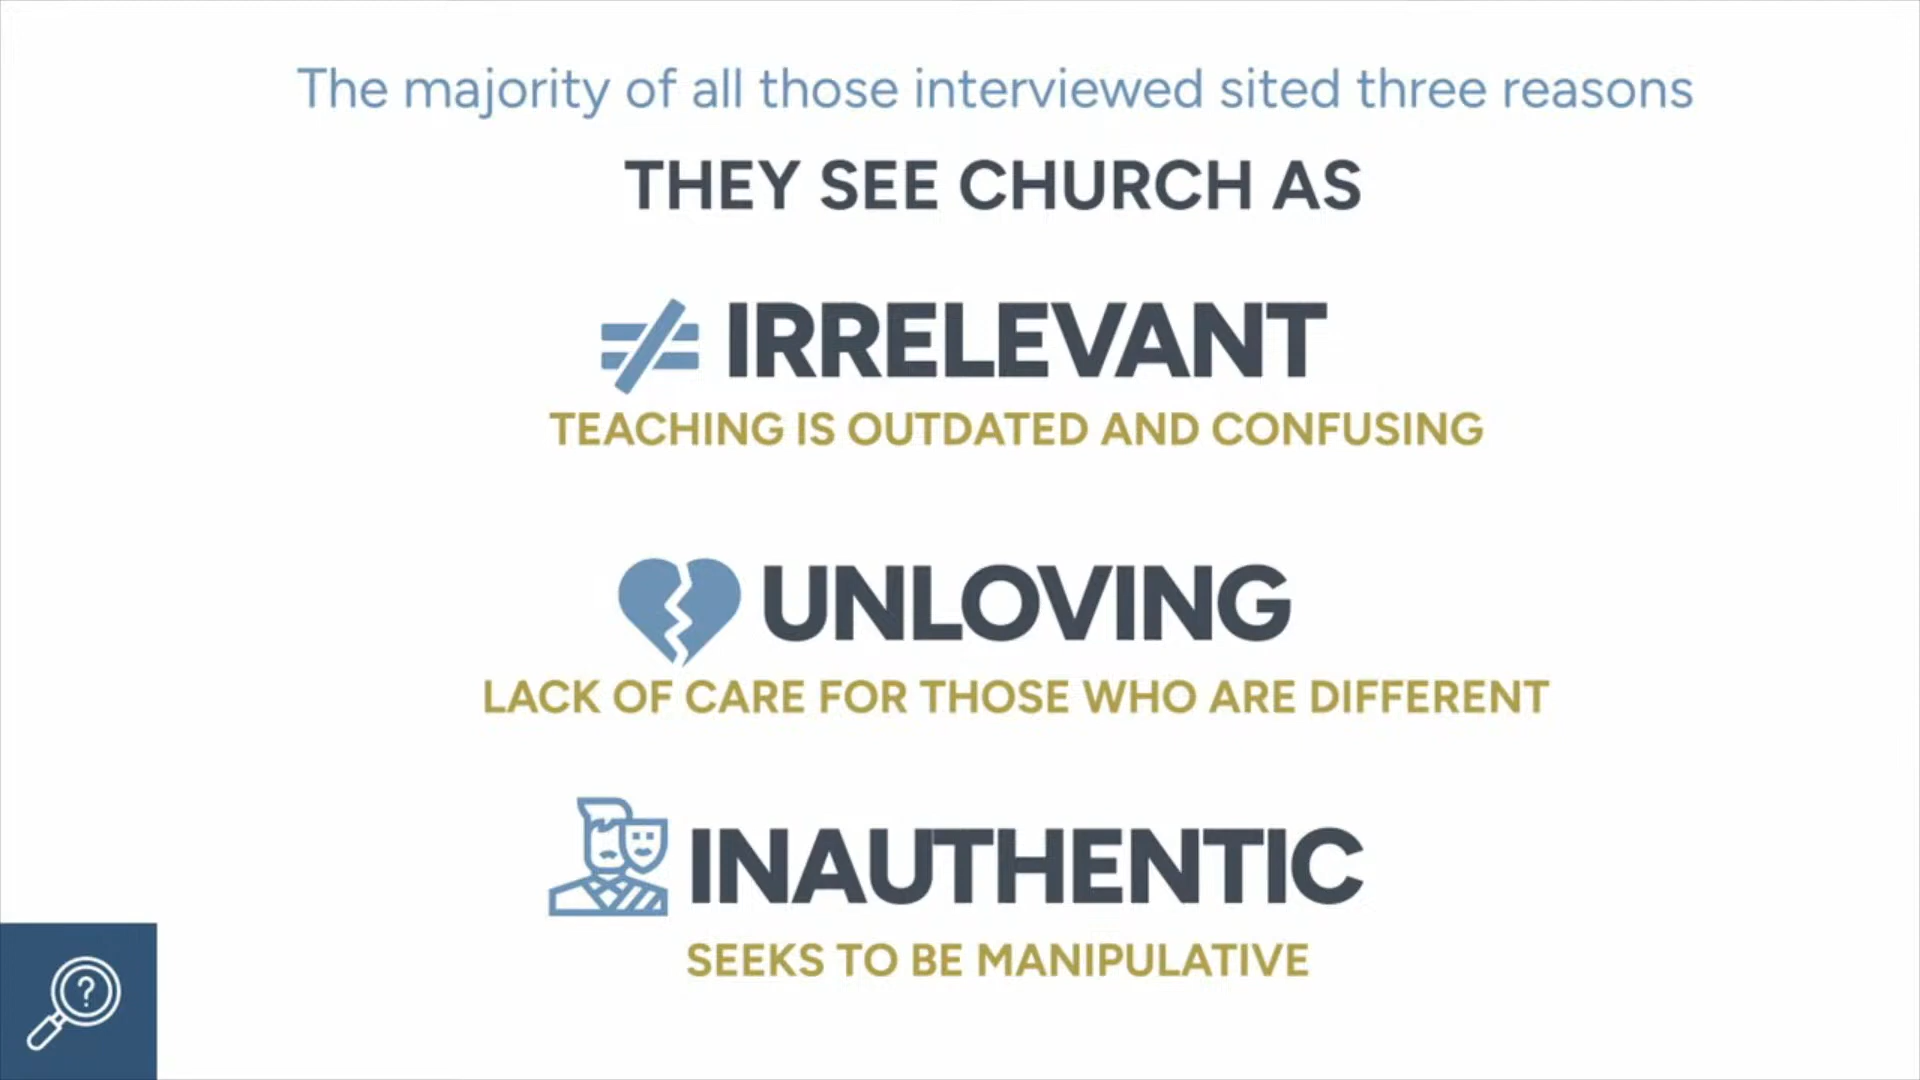 The majority of all those interviewed sited three reasons
THEY SEE CHURCH AS
≠ IRRELEVANT
TEACHING IS OUTDATED AND CONFUSING
UNLOVING
LACK OF CARE FOR THOSE WHO ARE DIFFERENT
INAUTHENTIC
SEEKS TO BE MANIPULATIVE
?